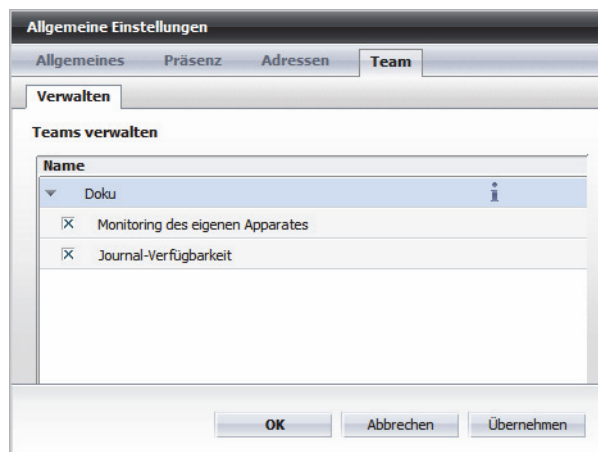 Allgemeine Einstellungen
Allgemeines Präsenz Adressen Team
Verwalten
Teams verwalten
Name
Doku
Monitoring des eigenen Apparates
Journal-Verfügbarkeit
OK Abbrechen Übernehmen